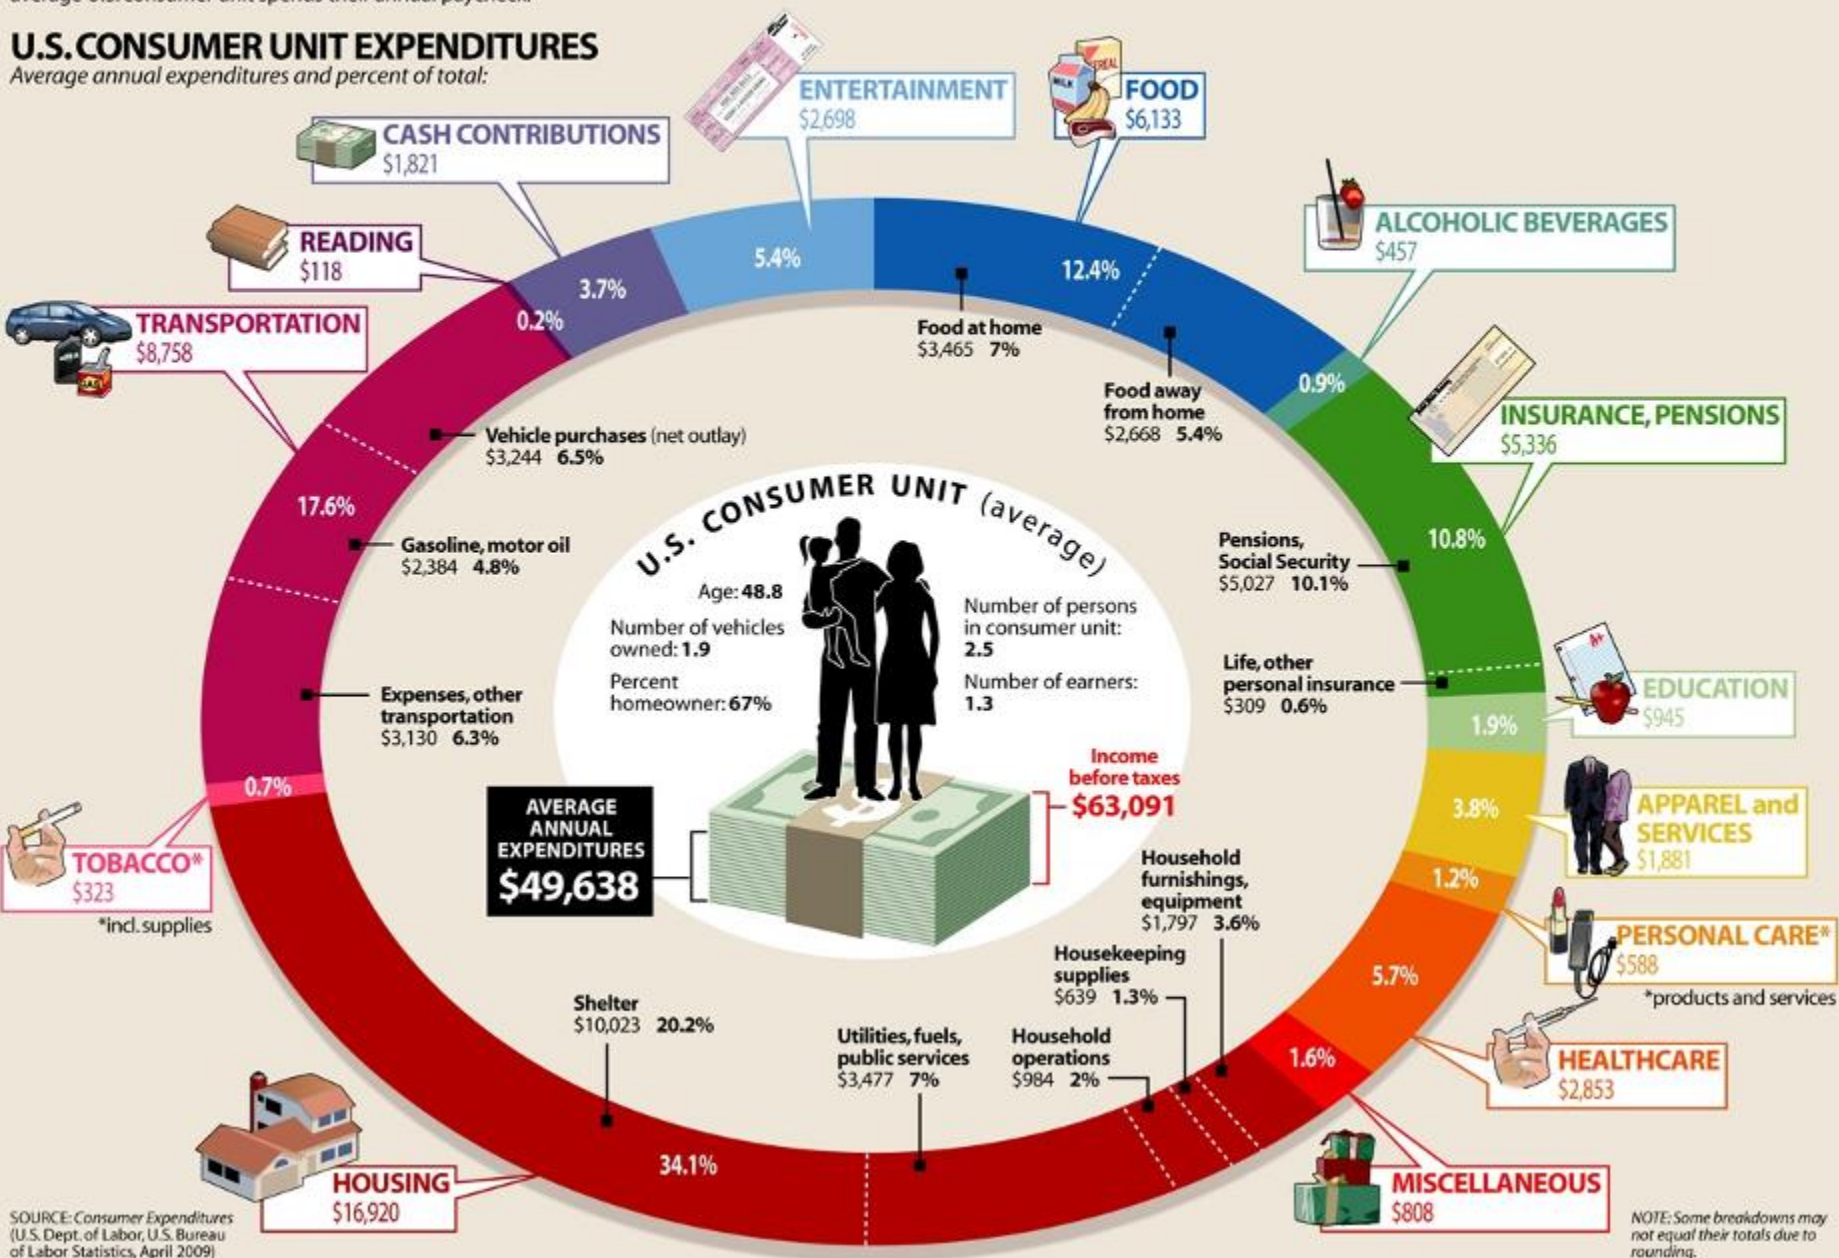 average U.S. consumer unit spends their annual paycheck.
U.S. CONSUMER UNIT EXPENDITURES
Average annual expenditures and percent of total:
ENTERTAINMENT
$2,698
5.4%
MILK
CEREAL
FOOD
$6,133
12.4%
Food at home
$3,465 7%
Food away
from home
$2,668 5.4%
CASH CONTRIBUTIONS
$1,821
3.7%
READING
$118
0.2%
ALCOHOLIC BEVERAGES
$457
0.9%
TRANSPORTATION
$8,758
17.6%
GAS
Vehicle purchases (net outlay)
$3,244 6.5%
Gasoline, motor oil
$2,384 4.8%
Expenses, other
transportation
$3,130 6.3%
INSURANCE, PENSIONS
$5,336
10.8%
Pensions,
Social Security
$5,027 10.1%
Life, other
personal insurance
$309 0.6%
U.S. CONSUMER UNIT (average)
Age: 48.8
Number of vehicles
owned: 1.9
Percent
homeowner: 67%
Number of persons
in consumer unit:
2.5
Number of earners:
1.3
Income
before taxes
$63,091
AVERAGE
ANNUAL
EXPENDITURES
$49,638
A+
EDUCATION
$945
1.9%
APPAREL and
SERVICES
$1,881
3.8%
PERSONAL CARE*
$588
1.2%
*products and services
HEALTHCARE
$2,853
5.7%
MISCELLANEOUS
$808
1.6%
TOBACCO*
$323
0.7%
*incl. supplies
HOUSING
$16,920
34.1%
Shelter
$10,023 20.2%
Utilities, fuels,
public services
$3,477 7%
Household
operations
$984 2%
Housekeeping
supplies
$639 1.3%
Household
furnishings,
equipment
$1,797 3.6%
SOURCE: Consumer Expenditures
(U.S. Dept. of Labor, U.S. Bureau
of Labor Statistics, April 2009)
NOTE: Some breakdowns may
not equal their totals due to
rounding.